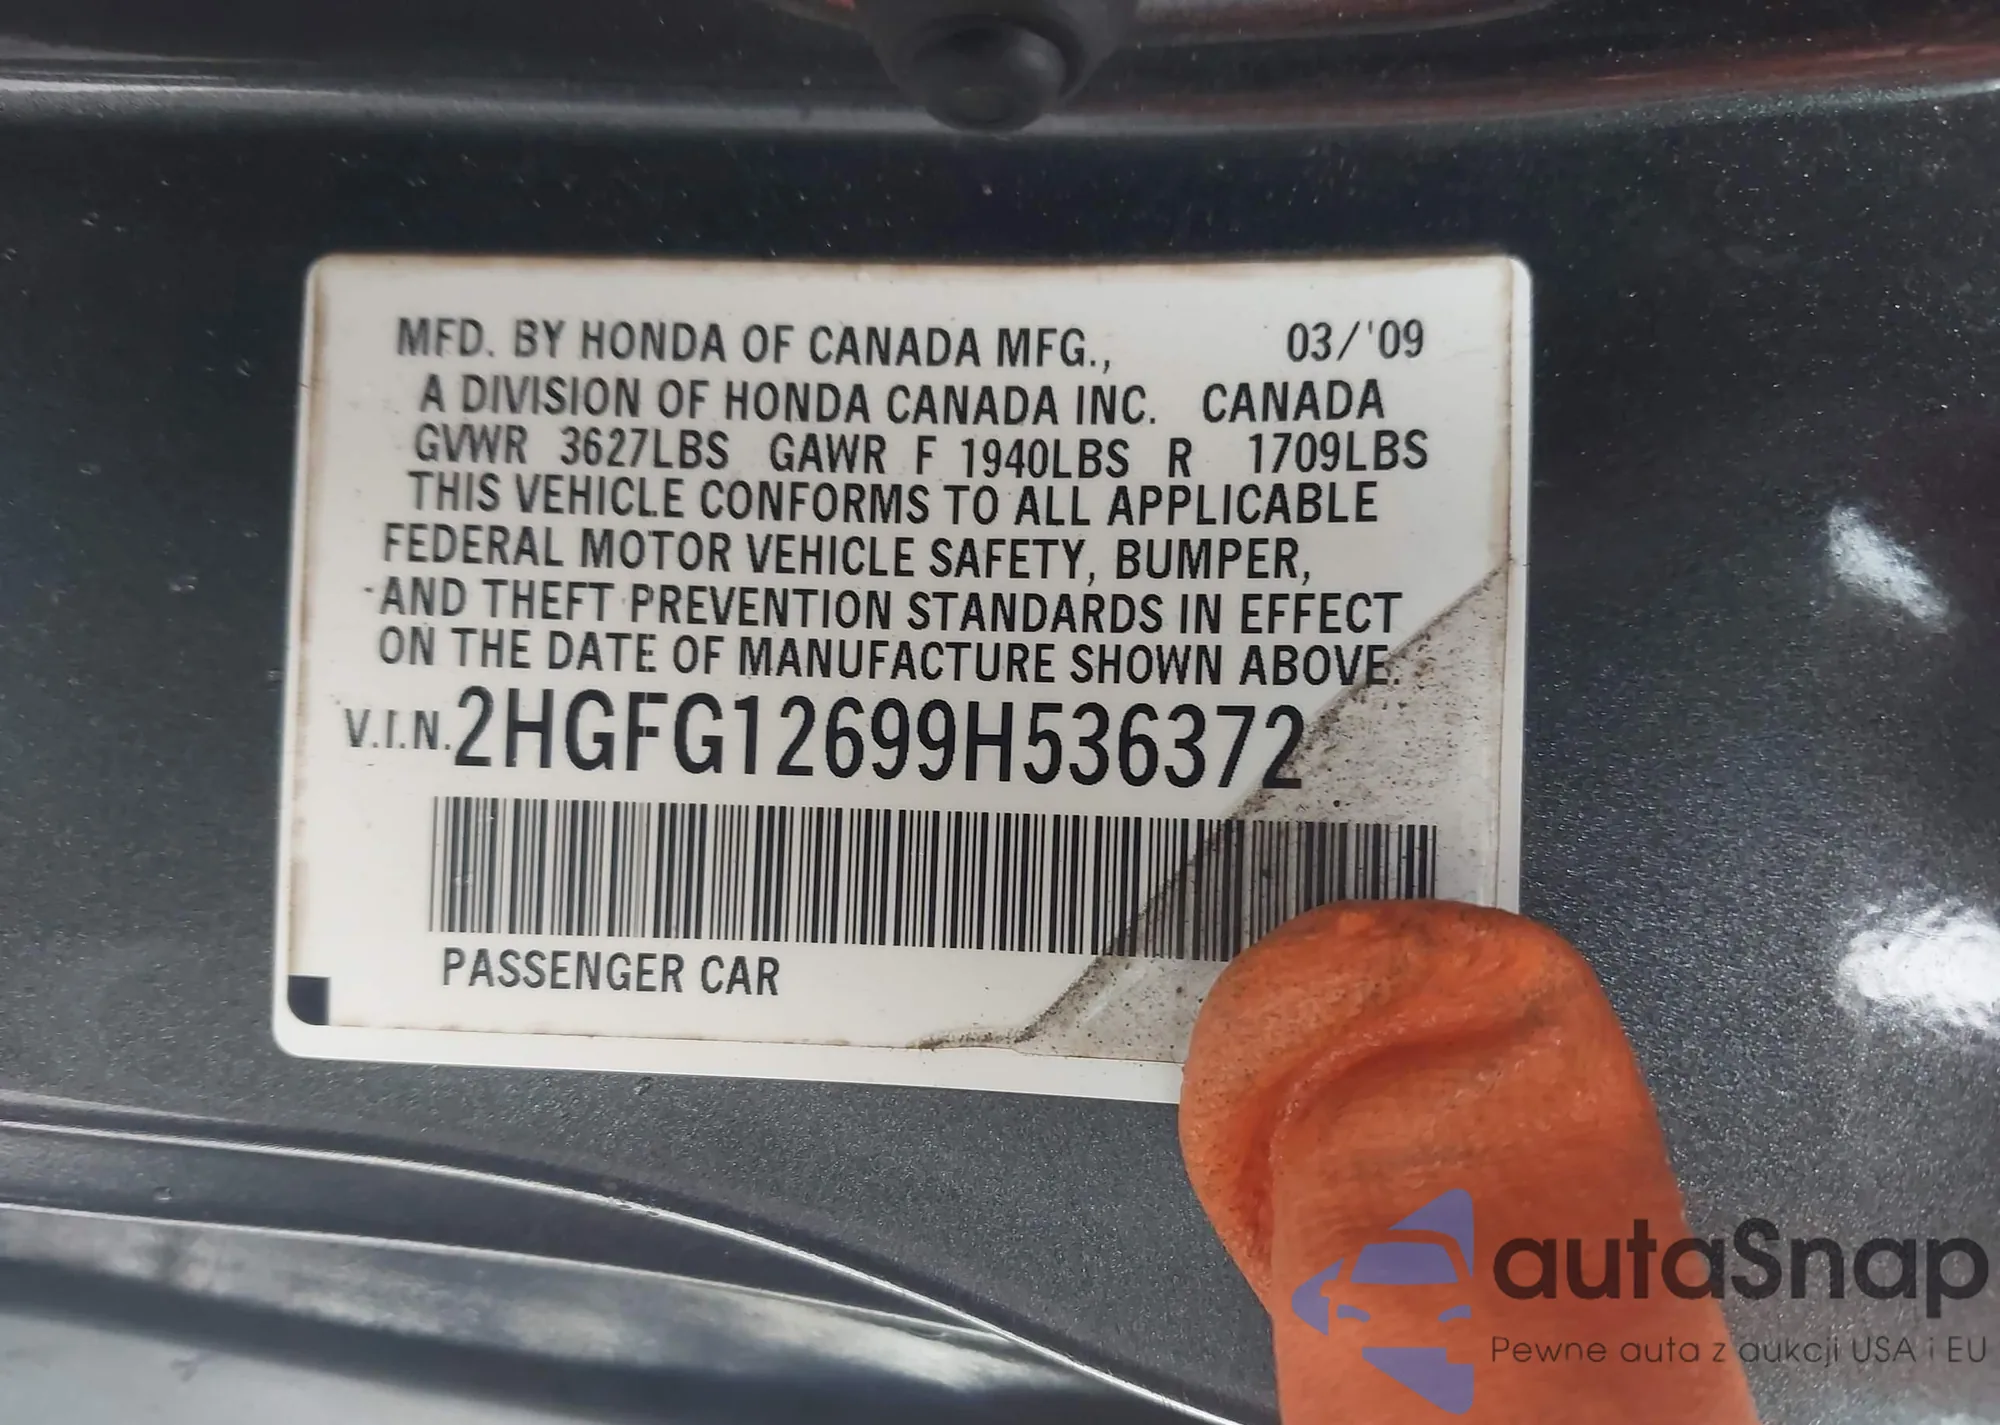 MFD. BY HONDA OF CANADA MFG., 03/'09
A DIVISION OF HONDA CANADA INC. CANADA
GVWR 3627LBS GAWR F 1940LBS R 1709LBS
THIS VEHICLE CONFORMS TO ALL APPLICABLE
FEDERAL MOTOR VEHICLE SAFETY, BUMPER,
AND THEFT PREVENTION STANDARDS IN EFFECT
ON THE DATE OF MANUFACTURE SHOWN ABOVE.
V.I.N. 2HGFG12699H536372
PASSENGER CAR
autaSnap
Pewne auta z aukcji USA i EU